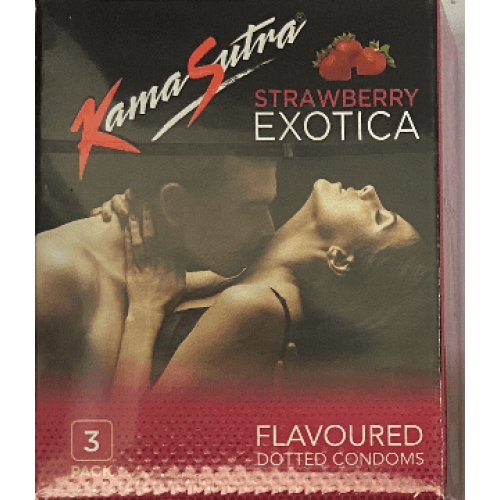 KamaSutra®
STRAWBERRY
EXOTICA
3
PACK
FLAVOURED
DOTTED CONDOMS